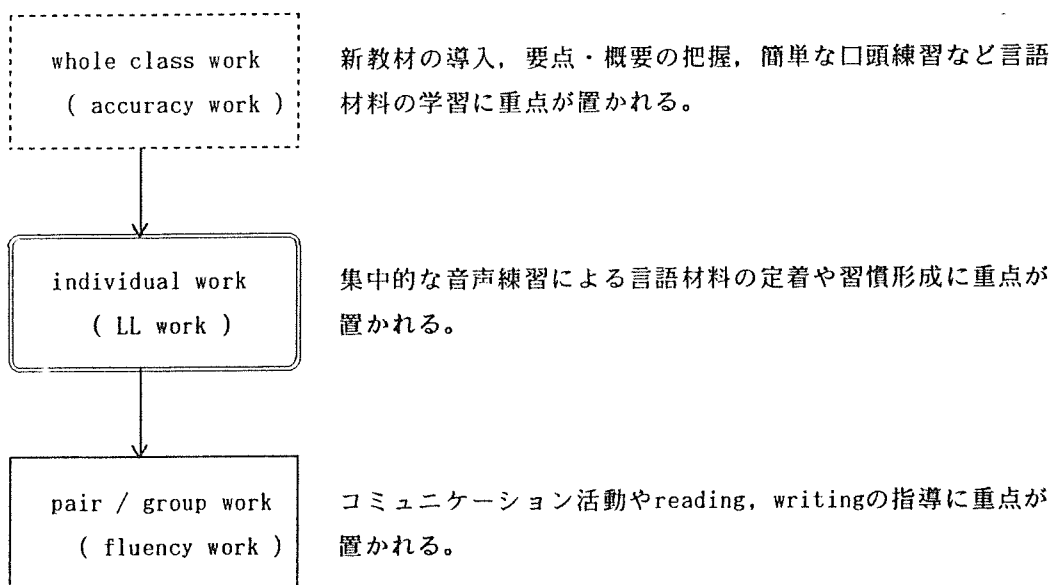 whole class work
( accuracy work )
新教材の導入，要点・概要の把握，簡単な口頭練習など言語
材料の学習に重点が置かれる。
individual work
( LL work )
集中的な音声練習による言語材料の定着や習慣形成に重点が
置かれる。
pair / group work
( fluency work )
コミュニケーション活動やreading, writingの指導に重点が
置かれる。